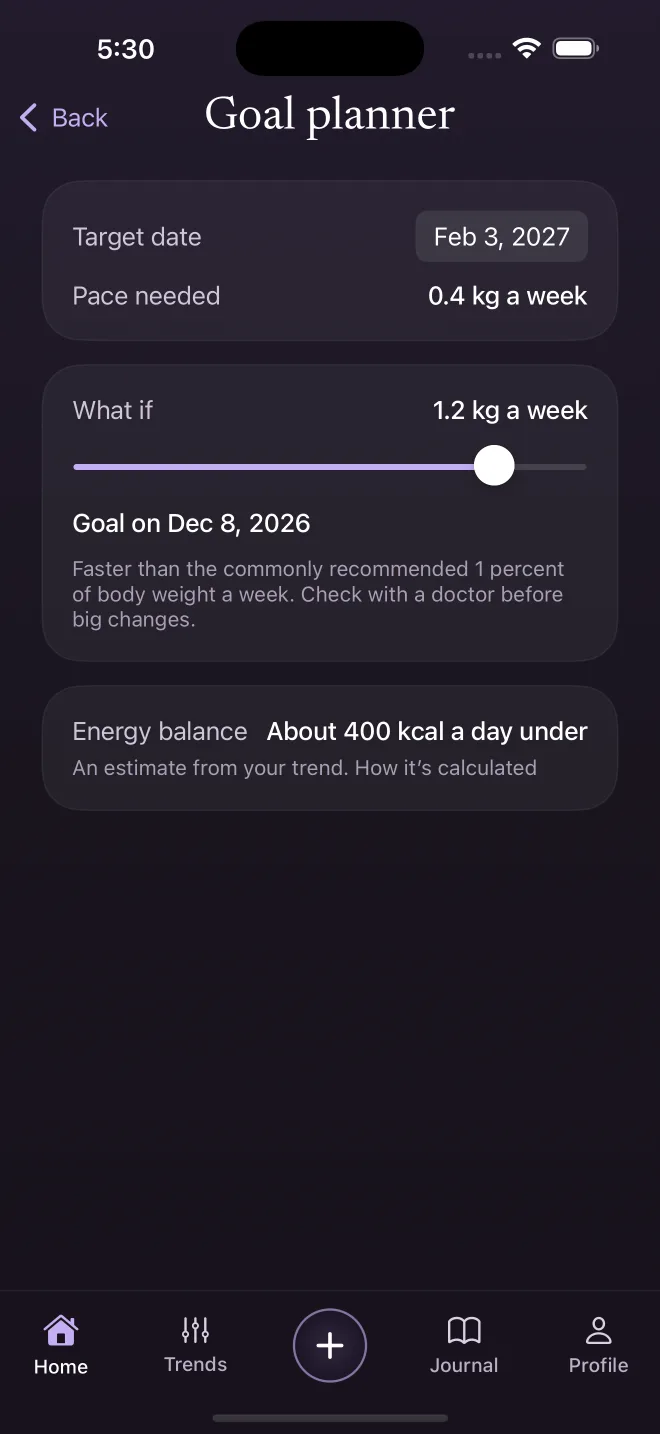 5:30
Back
Goal planner
Target date
Feb 3, 2027
Pace needed
0.4 kg a week
What if
1.2 kg a week
Goal on Dec 8, 2026
Faster than the commonly recommended 1 percent
of body weight a week. Check with a doctor before
big changes.
Energy balance
About 400 kcal a day under
An estimate from your trend. How it’s calculated
Home
Trends
Journal
Profile